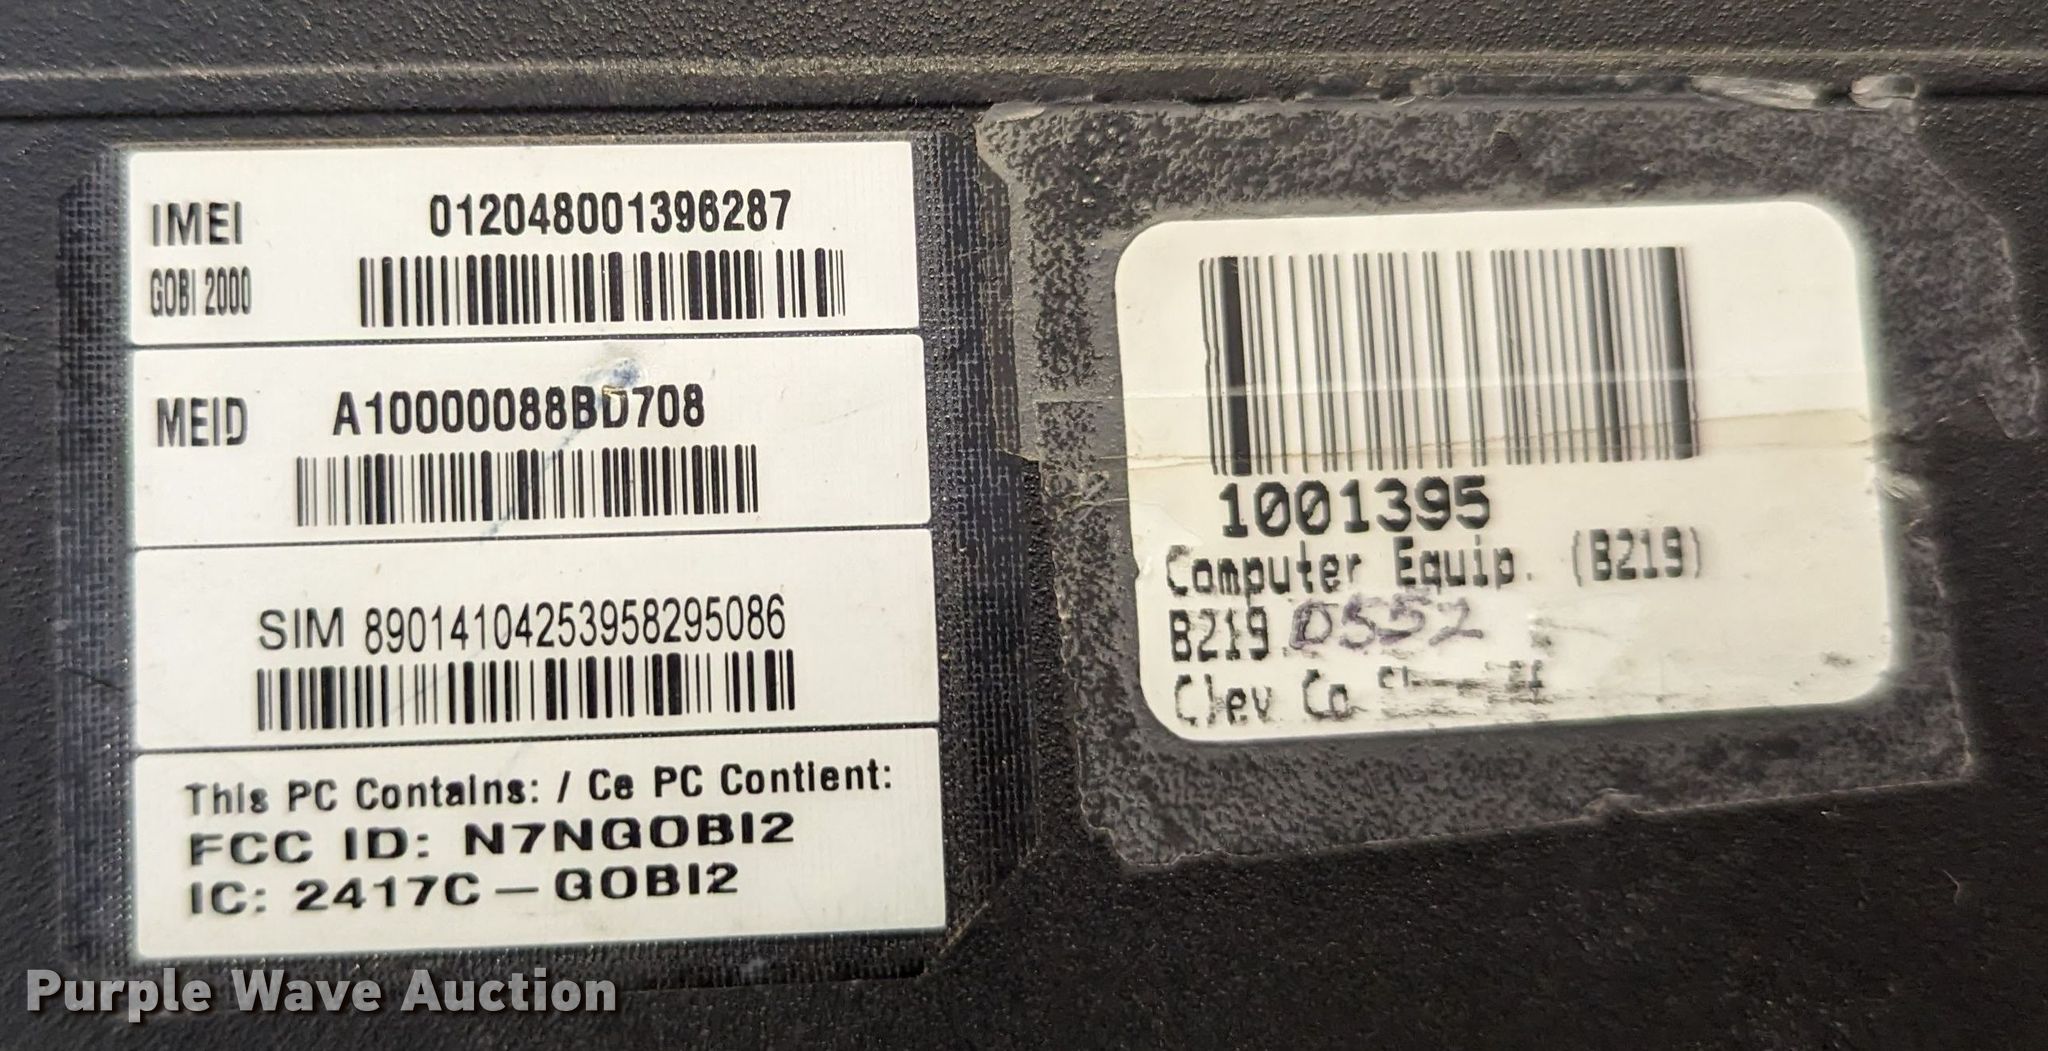 IMEI 012048001396287
GOBI 2000
MEID A10000088BD708
SIM 89014104253958295086
This PC Contains: / Ce PC Contient:
FCC ID: N7NGOBI2
IC: 2417C-GOBI2
1001395
Computer Equip. (B219)
B219 0552
Clev Co
Purple Wave Auction